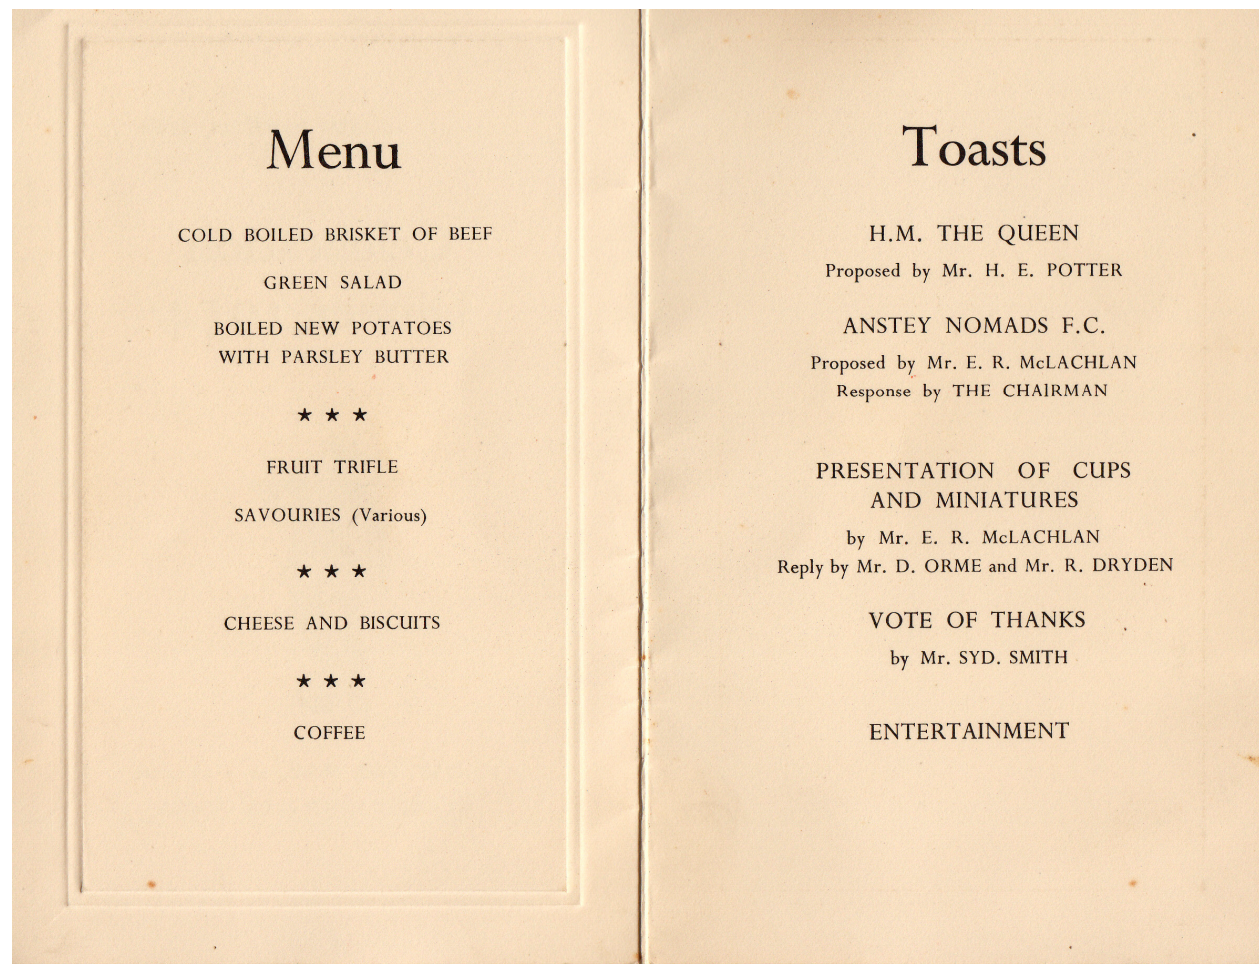 Menu
COLD BOILED BRISKET OF BEEF
GREEN SALAD
BOILED NEW POTATOES
WITH PARSLEY BUTTER
★ ★ ★
FRUIT TRIFLE
SAVOURIES (Various)
★ ★ ★
CHEESE AND BISCUITS
★ ★ ★
COFFEE
Toasts
H.M. THE QUEEN
Proposed by Mr. H. E. POTTER
ANSTEY NOMADS F.C.
Proposed by Mr. E. R. McLACHLAN
Response by THE CHAIRMAN
PRESENTATION OF CUPS
AND MINIATURES
by Mr. E. R. McLACHLAN
Reply by Mr. D. ORME and Mr. R. DRYDEN
VOTE OF THANKS
by Mr. SYD. SMITH
ENTERTAINMENT